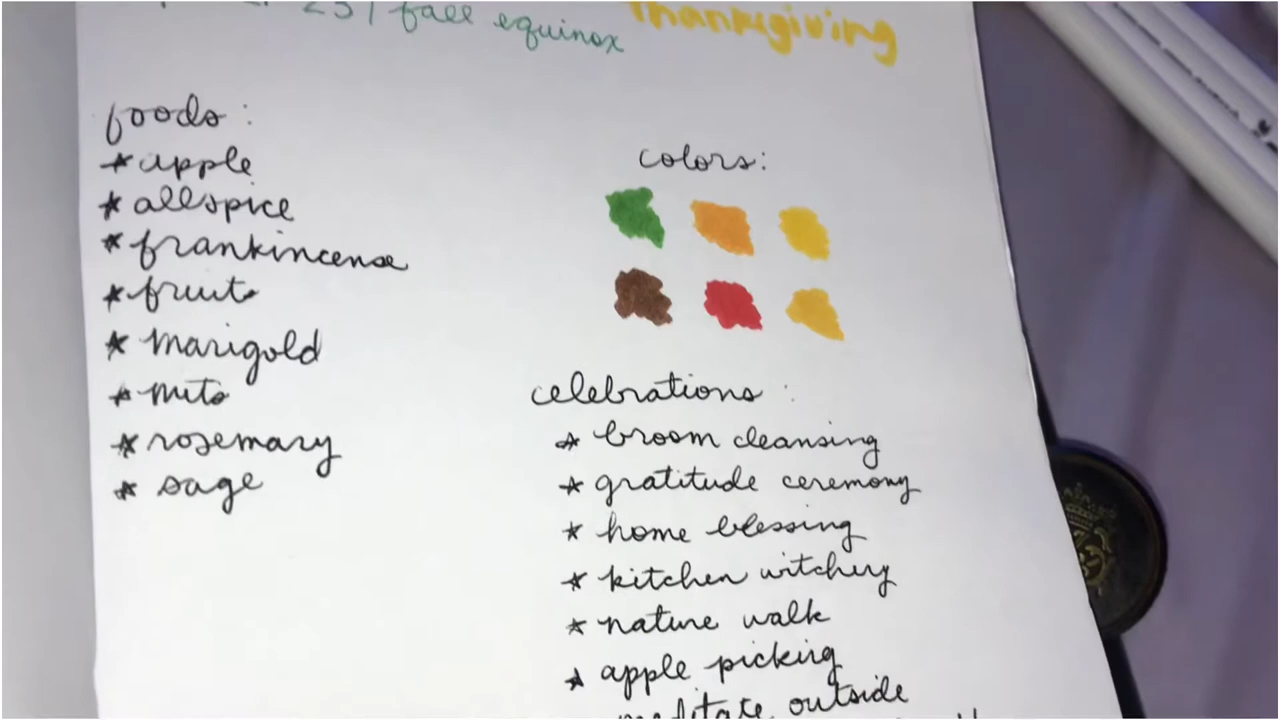 23 / fall equinox
Thanksgiving
foods:
* apple
* allspice
* frankincense
* fruits
* marigold
* nuts
* rosemary
* sage
colors:
celebrations:
* broom cleansing
* gratitude ceremony
* home blessing
* kitchen witchery
* nature walk
* apple picking
meditate outside